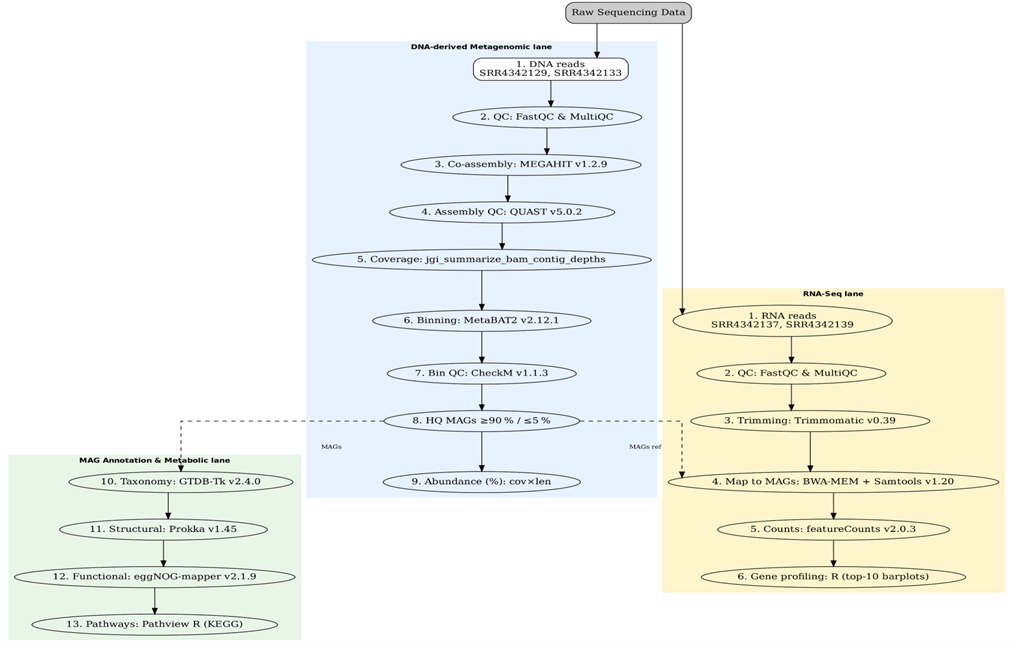 Raw Sequencing Data
DNA-derived Metagenomic lane
1. DNA reads
SRR4342129, SRR4342133
2. QC: FastQC & MultiQC
3. Co-assembly: MEGAHIT v1.2.9
4. Assembly QC: QUAST v5.0.2
5. Coverage: jgi_summarize_bam_contig_depths
6. Binning: MetaBAT2 v2.12.1
7. Bin QC: CheckM v1.1.3
8. HQ MAGs ≥90 % / ≤5 %
MAGs
MAGs ref
9. Abundance (%): cov×len
RNA-Seq lane
1. RNA reads
SRR4342137, SRR4342139
2. QC: FastQC & MultiQC
3. Trimming: Trimmomatic v0.39
4. Map to MAGs: BWA-MEM + Samtools v1.20
5. Counts: featureCounts v2.0.3
6. Gene profiling: R (top-10 barplots)
MAG Annotation & Metabolic lane
10. Taxonomy: GTDB-Tk v2.4.0
11. Structural: Prokka v1.45
12. Functional: eggNOG-mapper v2.1.9
13. Pathways: Pathview R (KEGG)